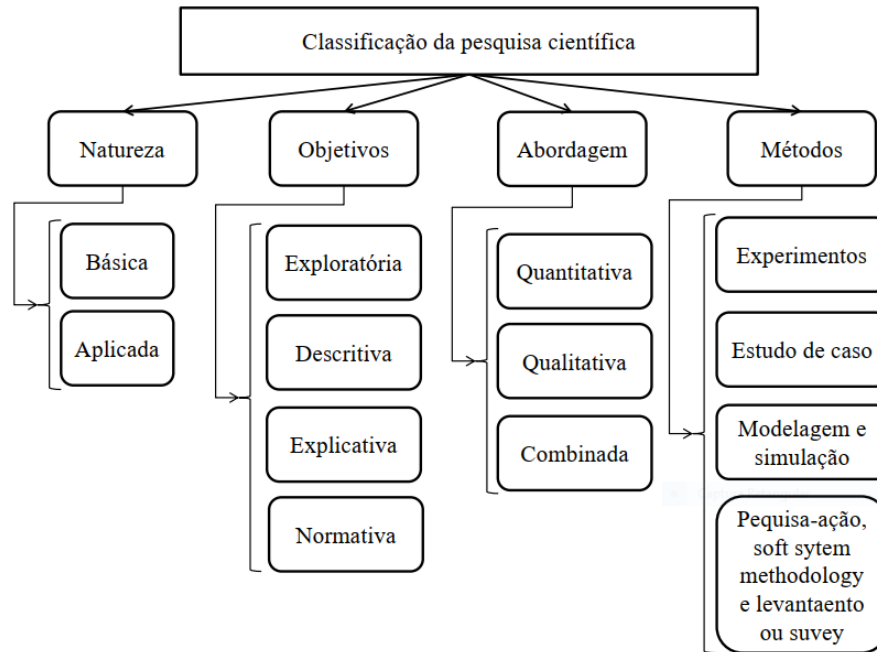 Classificação da pesquisa científica
Natureza
Objetivos
Abordagem
Métodos
Básica
Aplicada
Exploratória
Descritiva
Explicativa
Normativa
Quantitativa
Qualitativa
Combinada
Experimentos
Estudo de caso
Modelagem e
simulação
Pequisa-ação,
soft sytem
methodology
e levantaento
ou suvey